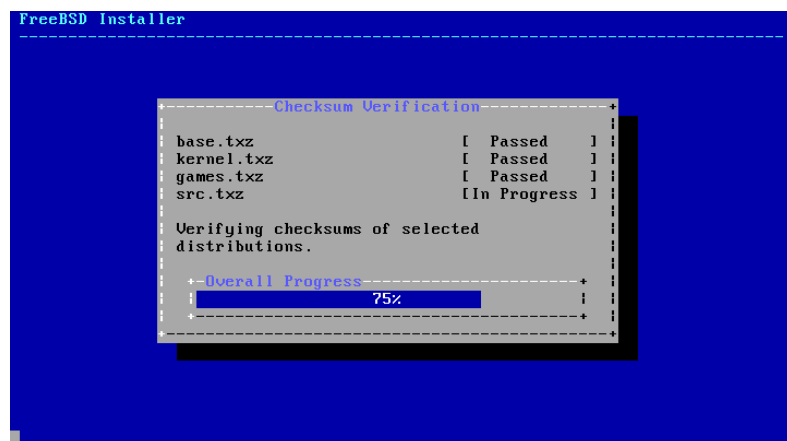 FreeBSD Installer
Checksum Verification
base.txz [ Passed ]
kernel.txz [ Passed ]
games.txz [ Passed ]
src.txz [In Progress ]
Verifying checksums of selected
distributions.
Overall Progress
75%